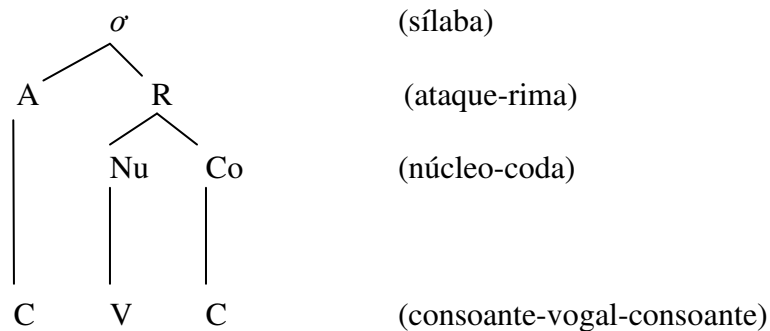 σ (sílaba)
A R (ataque-rima)
Nu Co (núcleo-coda)
C V C (consoante-vogal-consoante)